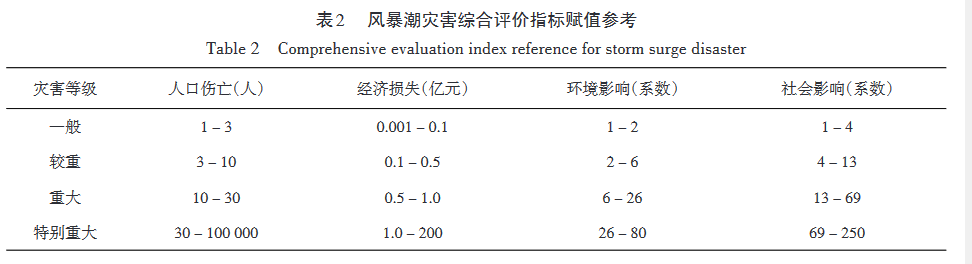 表2 风暴潮灾害综合评价指标赋值参考
Table 2 Comprehensive evaluation index reference for storm surge disaster
灾害等级 人口伤亡(人) 经济损失(亿元) 环境影响(系数) 社会影响(系数)
一般 1 – 3 0.001 – 0.1 1 – 2 1 – 4
较重 3 – 10 0.1 – 0.5 2 – 6 4 – 13
重大 10 – 30 0.5 – 1.0 6 – 26 13 – 69
特别重大 30 – 100 000 1.0 – 200 26 – 80 69 – 250